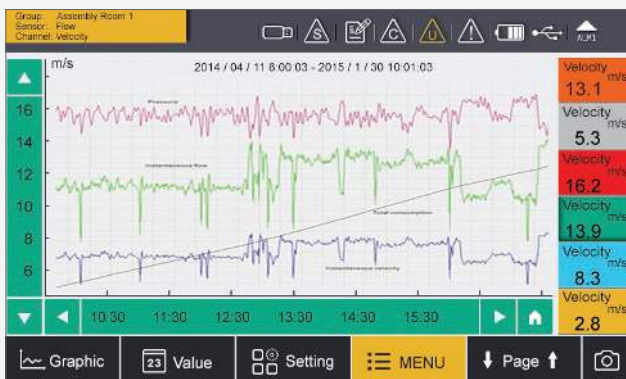 Group: Assembly Room 1
Sensor: Flow
Channel: Velocity
S
C
U
ALM1
m/s
2014 / 04 / 11 8:00:03 - 2015 / 1 / 30 10:01:03
Pressure
Instantaneous flow
Total consumption
Instantaneous velocity
16
14
12
10
8
6
10:30 11:30 12:30 13:30 14:30 15:30
Velocity
m/s
13.1
Velocity
m/s
5.3
Velocity
m/s
16.2
Velocity
m/s
13.9
Velocity
m/s
8.3
Velocity
m/s
2.8
Graphic
23 Value
Setting
MENU
Page